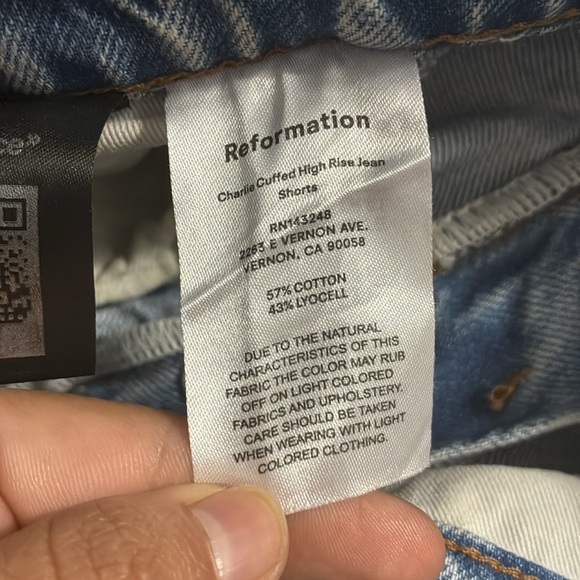 Reformation
Charlie Cuffed High Rise Jean
Shorts
RN143248
2263 E VERNON AVE.
VERNON, CA 90058
57% COTTON
43% LYOCELL
DUE TO THE NATURAL
CHARACTERISTICS OF THIS
FABRIC THE COLOR MAY RUB
OFF ON LIGHT COLORED
FABRICS AND UPHOLSTERY.
CARE SHOULD BE TAKEN
WHEN WEARING WITH LIGHT
COLORED CLOTHING.